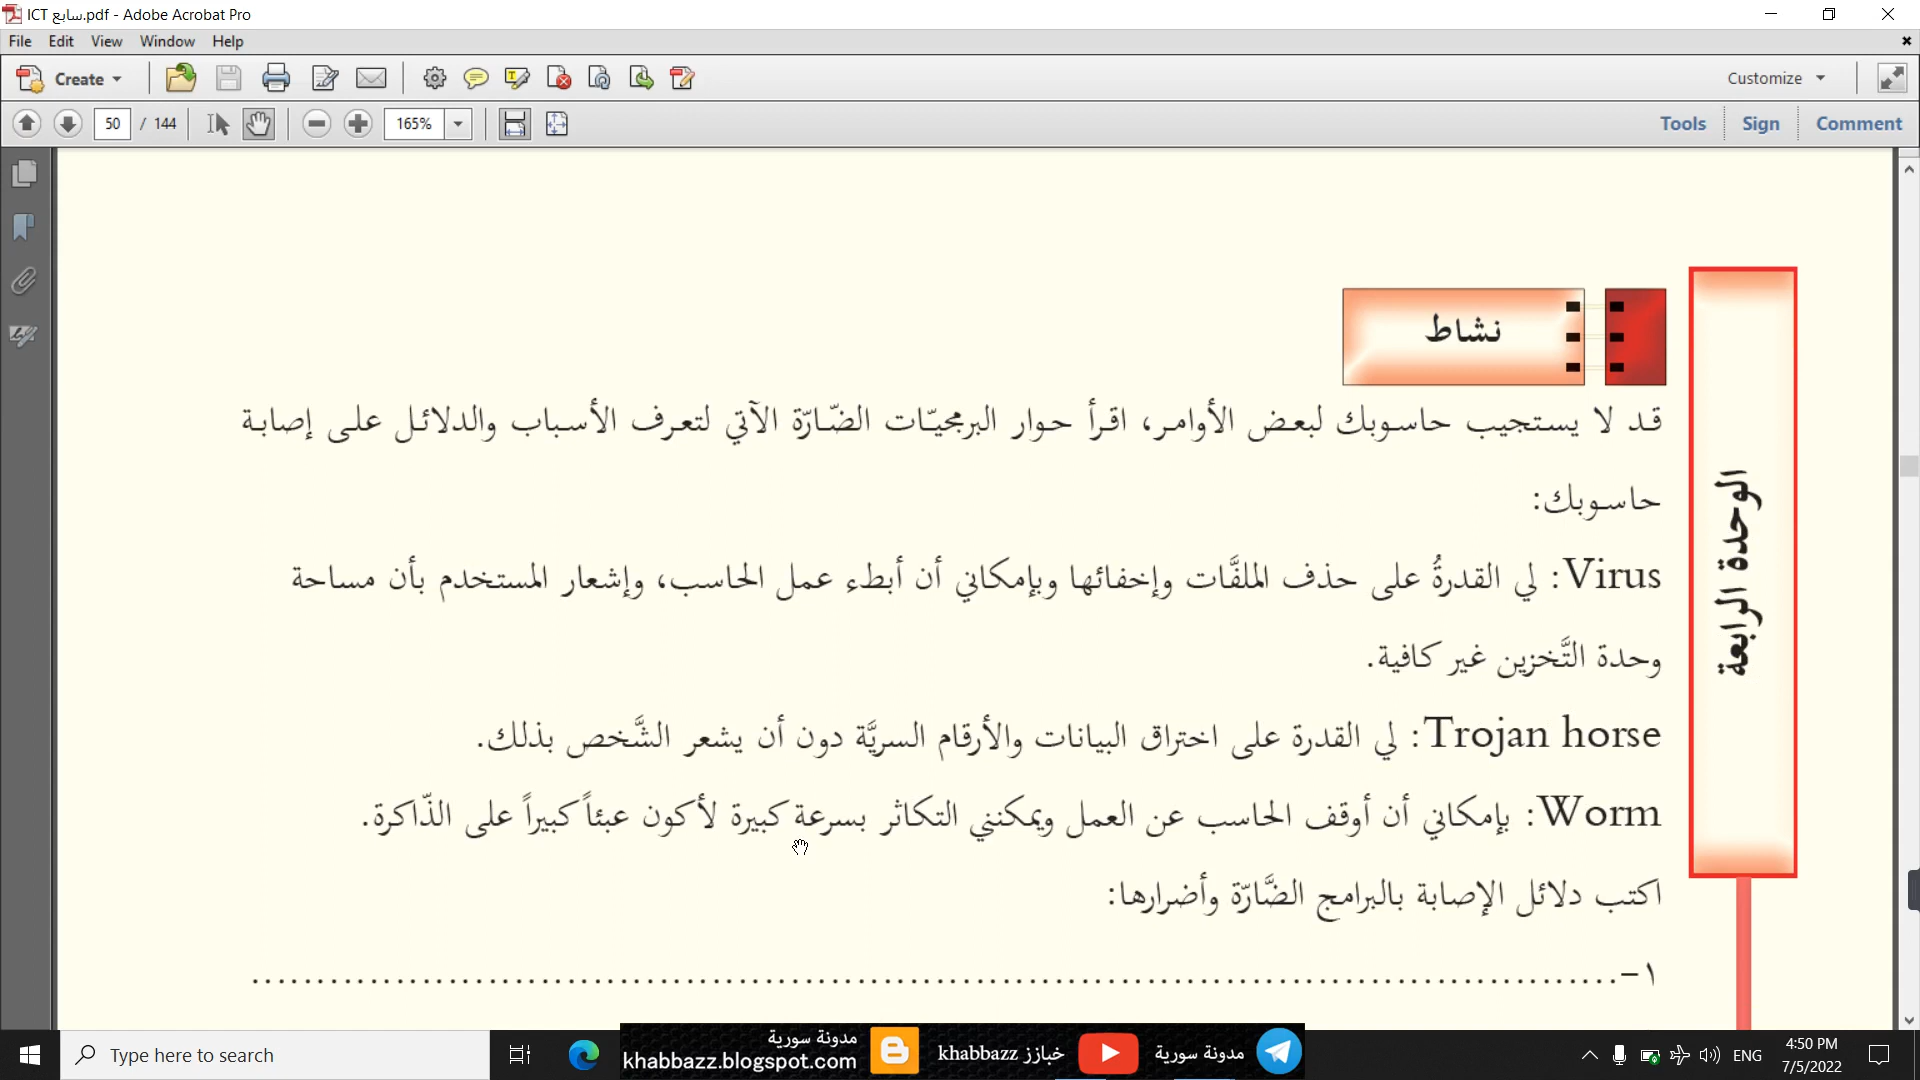 ICT سابع.pdf - Adobe Acrobat Pro
File Edit View Window Help
Create Customize
50 / 144 165% Tools Sign Comment
نشاط
الوحدة الرابعة
قد لا يستجيب حاسوبك لبعض الأوامر، اقرأ حوار البرمجيّات الضّارّة الآتي لتعرف الأسباب والدلائل على إصابة
حاسوبك:
Virus: لي القدرةُ على حذف الملفَّات وإخفائها وبإمكاني أن أبطء عمل الحاسب، وإشعار المستخدم بأن مساحة
وحدة التَّخزين غير كافية.
Trojan horse: لي القدرة على اختراق البيانات والأرقام السريَّة دون أن يشعر الشَّخص بذلك.
Worm: بإمكاني أن أوقف الحاسب عن العمل ويمكنني التكاثر بسرعة كبيرة لأكون عبئاً كبيراً على الذّاكرة.
اكتب دلائل الإصابة بالبرامج الضَّارّة وأضرارها:
١-....................................................................................
Type here to search
مدونة سورية
khabbazz.blogspot.com
khabbazz خبازز
مدونة سورية
ENG
4:50 PM
7/5/2022